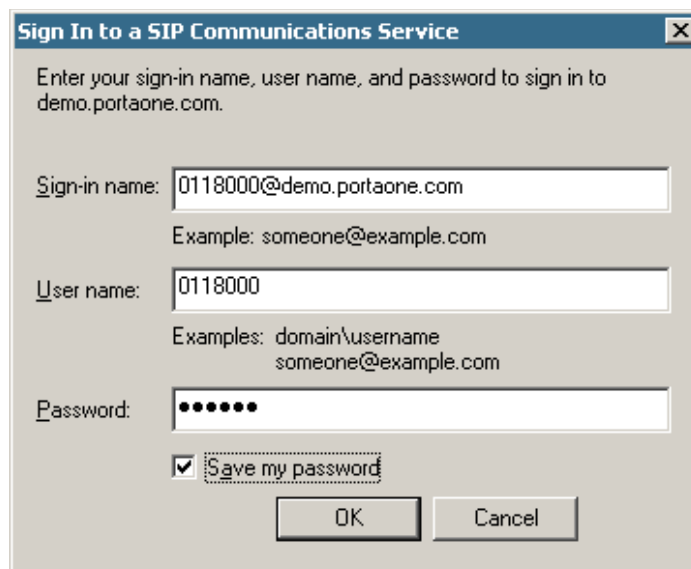 Sign In to a SIP Communications Service
Enter your sign-in name, user name, and password to sign in to
demo.portaone.com.
Sign-in name: 0118000@demo.portaone.com
Example: someone@example.com
User name: 0118000
Examples: domain\username
someone@example.com
Password: ●●●●●●
Save my password
OK Cancel